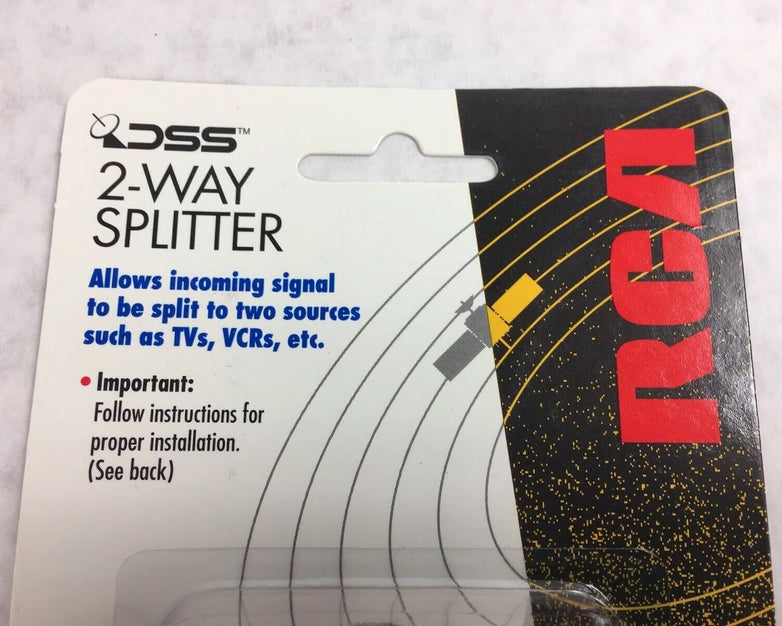 DSS™
2-WAY
SPLITTER
Allows incoming signal
to be split to two sources
such as TVs, VCRs, etc.
• Important:
Follow instructions for
proper installation.
(See back)
RCA